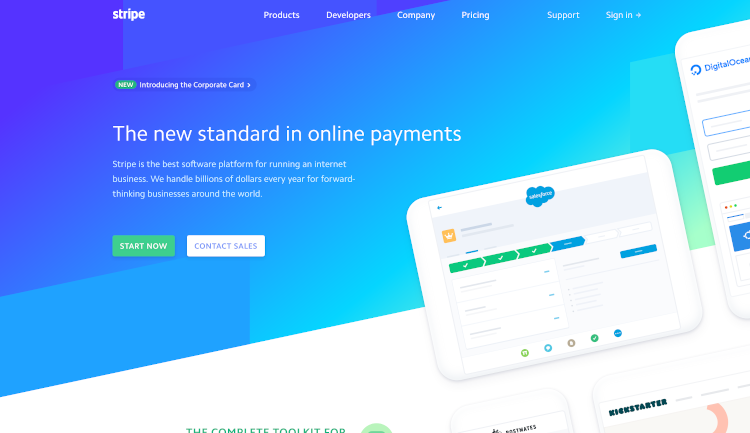 stripe
Products Developers Company Pricing Support Sign in →
NEW Introducing the Corporate Card ›
The new standard in online payments
Stripe is the best software platform for running an internet
business. We handle billions of dollars every year for forward-
thinking businesses around the world.
START NOW CONTACT SALES
DigitalOcean
salesforce
KICKSTARTER
POSTMATES
THE COMPLETE TOOLKIT FOR